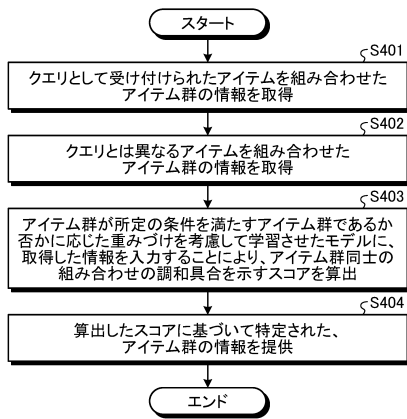 スタート
S401
クエリとして受け付けられたアイテムを組み合わせた
アイテム群の情報を取得
S402
クエリとは異なるアイテムを組み合わせた
アイテム群の情報を取得
S403
アイテム群が所定の条件を満たすアイテム群であるか
否かに応じた重みづけを考慮して学習させたモデルに、
取得した情報を入力することにより、アイテム群同士の
組み合わせの調和具合を示すスコアを算出
S404
算出したスコアに基づいて特定された、
アイテム群の情報を提供
エンド